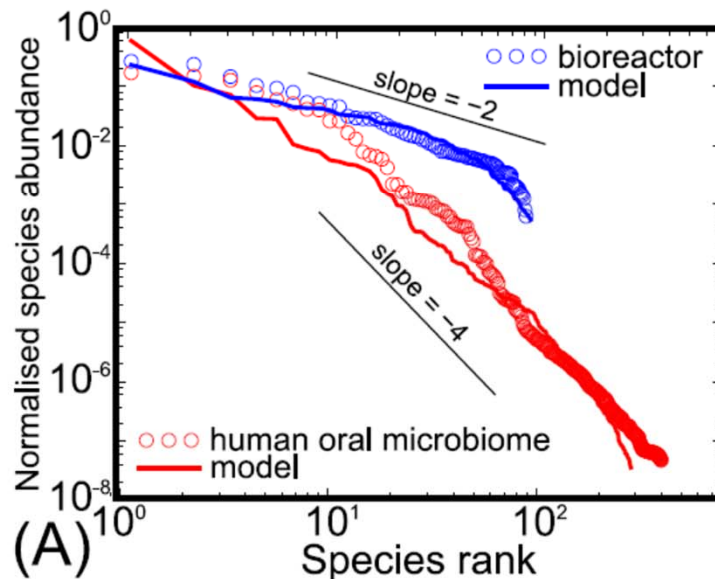 Normalised species abundance
10^0
10^-2
10^-4
10^-6
10^-8
bioreactor
model
slope = −2
slope = −4
human oral microbiome
model
10^0
10^1
10^2
(A)
Species rank